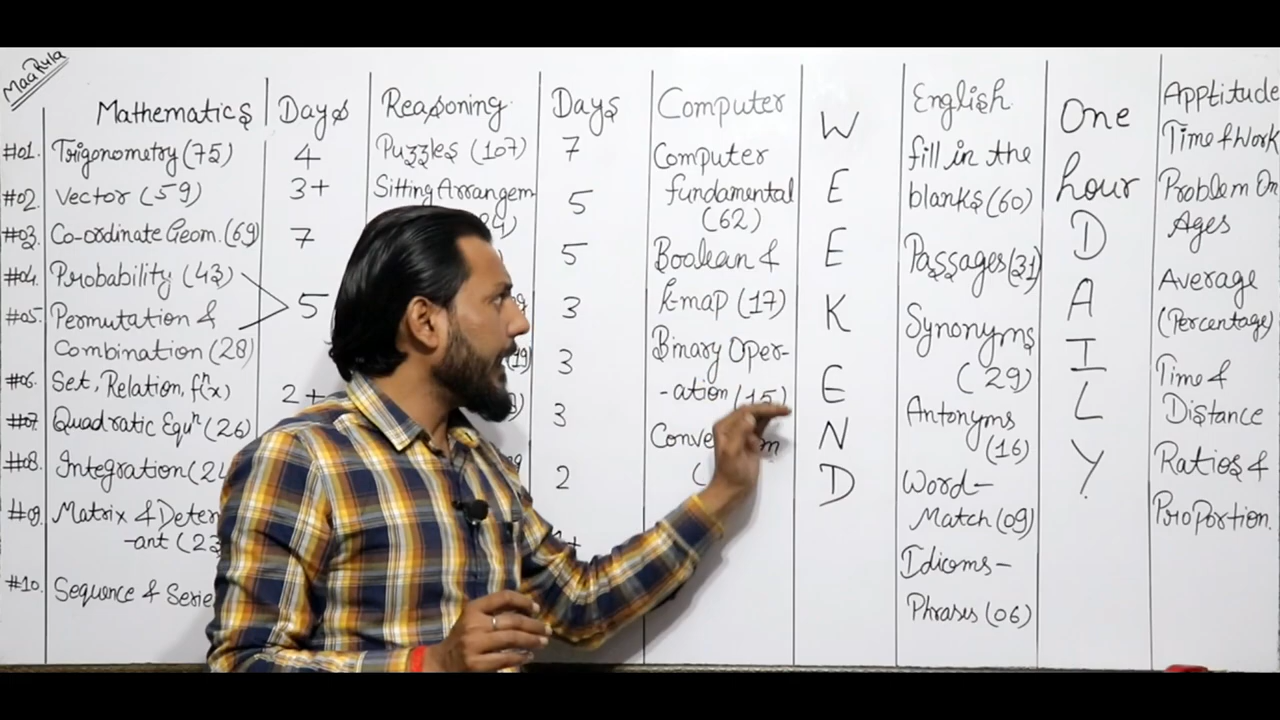 MaaRula
Mathematics
#01. Trigonometry (75)
#02. Vector (59)
#03. Co-ordinate Geom. (69)
#04. Probability (43)
#05. Permutation &
Combination (28)
#06. Set, Relation, f(x)
#07. Quadratic Equn (26)
#08. Integration (24
#09. Matrix & Deter
-ant (23
#10. Sequence & Serie
Days
4
3+
7
5
2+
Reasoning
Puzzles (107)
Sitting Arrangem
4)
(19)
Days
7
5
5
3
3
3
2
Computer
Computer
fundamental
(62)
Boolean &
k-map (17)
Binary Oper-
-ation (15)
WEEKEND
English
fill in the
blanks (60)
Passages (31)
Synonyms
(29)
Antonyms
(16)
Word-
Match (09)
Idioms-
Phrases (06)
One
hour
DAILY
Apptitude
Time & Work
Problem On
Ages
Average
(Percentage)
Time &
Distance
Ratios &
Proportion.